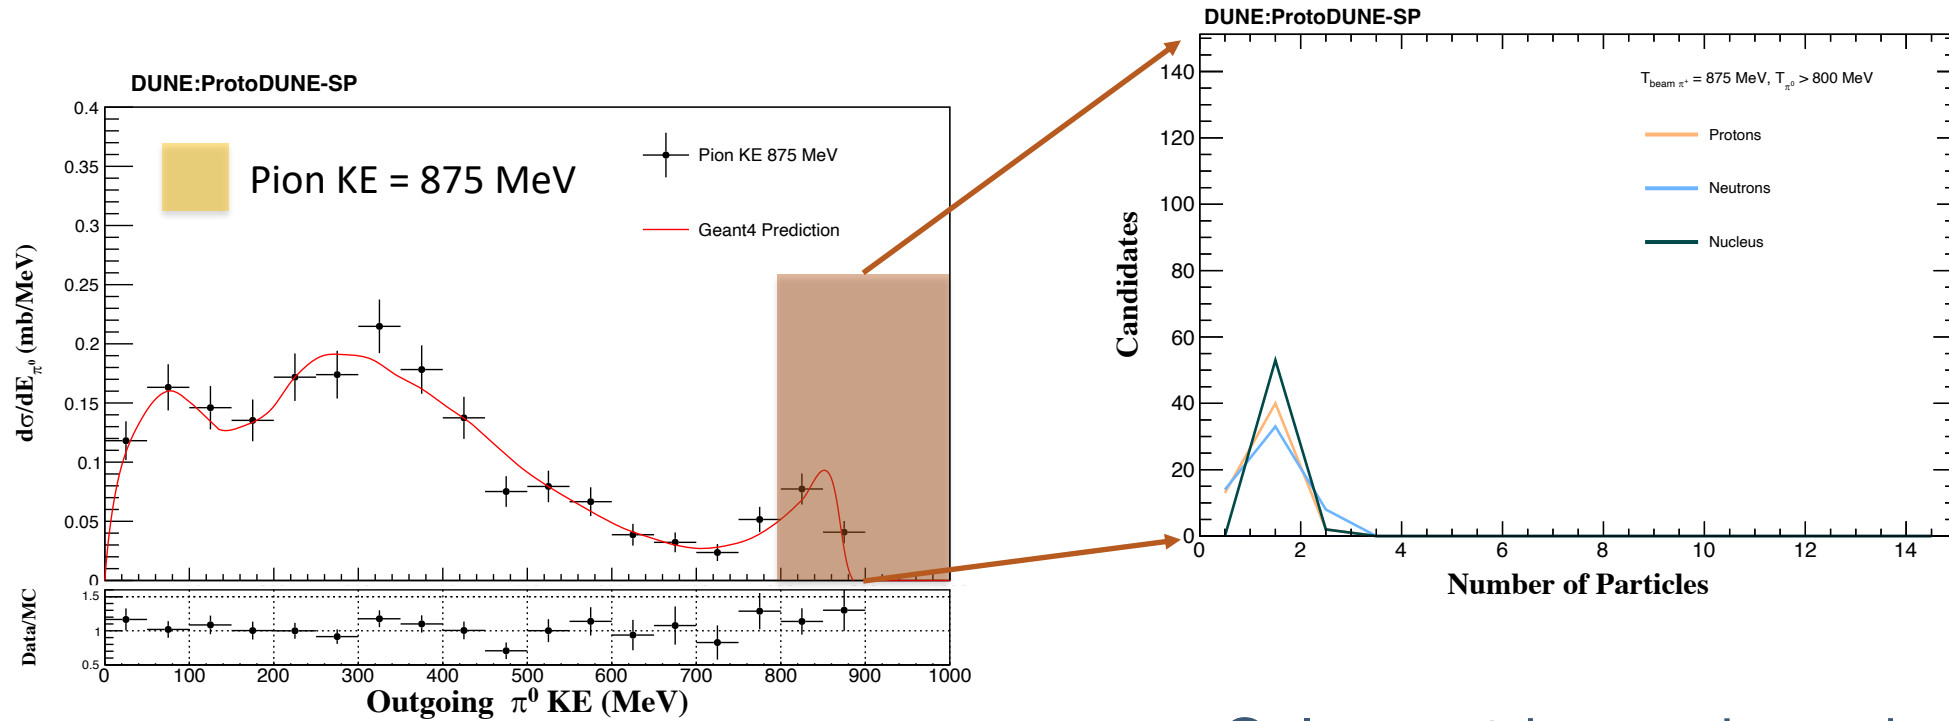 DUNE:ProtoDUNE-SP
0.4
0.35
0.3
0.25
0.2
0.15
0.1
0.05
0
dσ/dE_π⁰ (mb/MeV)
Pion KE = 875 MeV
Pion KE 875 MeV
Geant4 Prediction
1.5
1
0.5
Data/MC
0 100 200 300 400 500 600 700 800 900 1000
Outgoing π⁰ KE (MeV)
DUNE:ProtoDUNE-SP
140
120
100
80
60
40
20
0
Candidates
T_beam π⁺ = 875 MeV, T_π⁰ > 800 MeV
Protons
Neutrons
Nucleus
0 2 4 6 8 10 12 14
Number of Particles